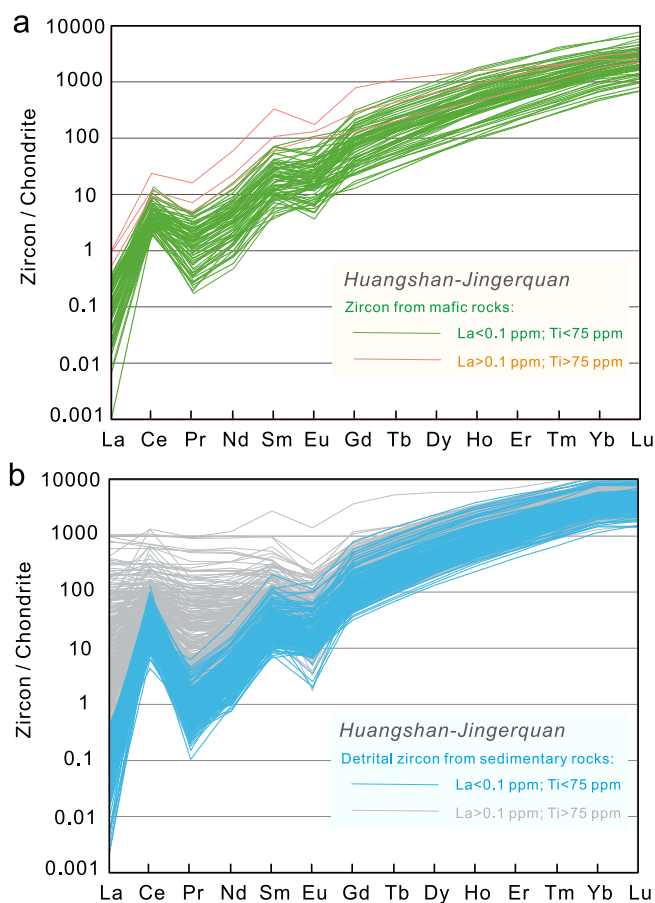 a
10000
1000
100
10
1
0.1
0.01
0.001
Zircon / Chondrite
Huangshan-Jingerquan
Zircon from mafic rocks:
La<0.1 ppm; Ti<75 ppm
La>0.1 ppm; Ti>75 ppm
La Ce Pr Nd Sm Eu Gd Tb Dy Ho Er Tm Yb Lu
b
10000
1000
100
10
1
0.1
0.01
0.001
Zircon / Chondrite
Huangshan-Jingerquan
Detrital zircon from sedimentary rocks:
La<0.1 ppm; Ti<75 ppm
La>0.1 ppm; Ti>75 ppm
La Ce Pr Nd Sm Eu Gd Tb Dy Ho Er Tm Yb Lu